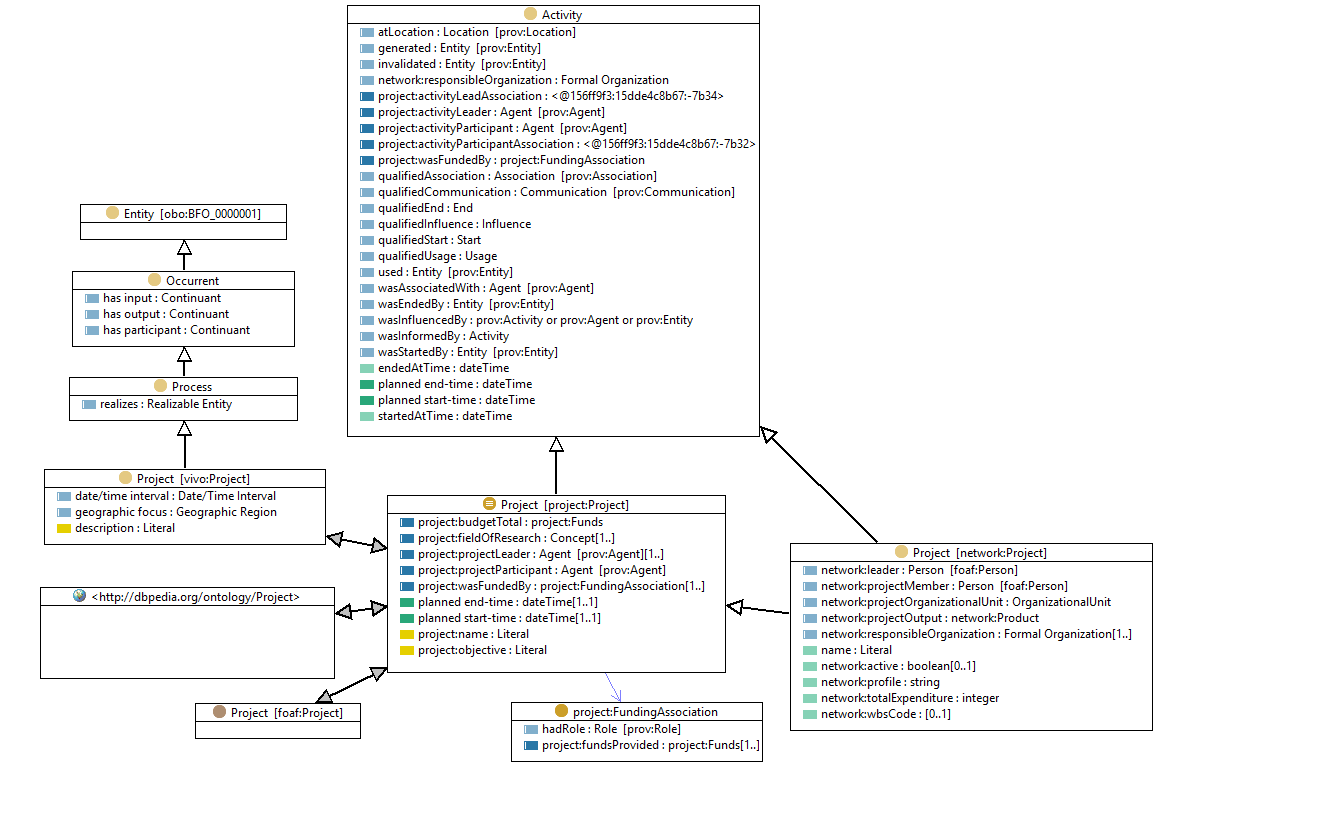 Activity
atLocation : Location [prov:Location]
generated : Entity [prov:Entity]
invalidated : Entity [prov:Entity]
network:responsibleOrganization : Formal Organization
project:activityLeadAssociation : <@156ff9f3:15dde4c8b67:-7b34>
project:activityLeader : Agent [prov:Agent]
project:activityParticipant : Agent [prov:Agent]
project:activityParticipantAssociation : <@156ff9f3:15dde4c8b67:-7b32>
project:wasFundedBy : project:FundingAssociation
qualifiedAssociation : Association [prov:Association]
qualifiedCommunication : Communication [prov:Communication]
qualifiedEnd : End
qualifiedInfluence : Influence
qualifiedStart : Start
qualifiedUsage : Usage
used : Entity [prov:Entity]
wasAssociatedWith : Agent [prov:Agent]
wasEndedBy : Entity [prov:Entity]
wasInfluencedBy : prov:Activity or prov:Agent or prov:Entity
wasInformedBy : Activity
wasStartedBy : Entity [prov:Entity]
endedAtTime : dateTime
planned end-time : dateTime
planned start-time : dateTime
startedAtTime : dateTime
Entity [obo:BFO_0000001]
Occurrent
has input : Continuant
has output : Continuant
has participant : Continuant
Process
realizes : Realizable Entity
Project [vivo:Project]
date/time interval : Date/Time Interval
geographic focus : Geographic Region
description : Literal
<http://dbpedia.org/ontology/Project>
Project [foaf:Project]
Project [project:Project]
project:budgetTotal : project:Funds
project:fieldOfResearch : Concept[1..]
project:projectLeader : Agent [prov:Agent][1..]
project:projectParticipant : Agent [prov:Agent]
project:wasFundedBy : project:FundingAssociation[1..]
planned end-time : dateTime[1..1]
planned start-time : dateTime[1..1]
project:name : Literal
project:objective : Literal
project:FundingAssociation
hadRole : Role [prov:Role]
project:fundsProvided : project:Funds[1..]
Project [network:Project]
network:leader : Person [foaf:Person]
network:projectMember : Person [foaf:Person]
network:projectOrganizationalUnit : OrganizationalUnit
network:projectOutput : network:Product
network:responsibleOrganization : Formal Organization[1..]
name : Literal
network:active : boolean[0..1]
network:profile : string
network:totalExpenditure : integer
network:wbsCode : [0..1]